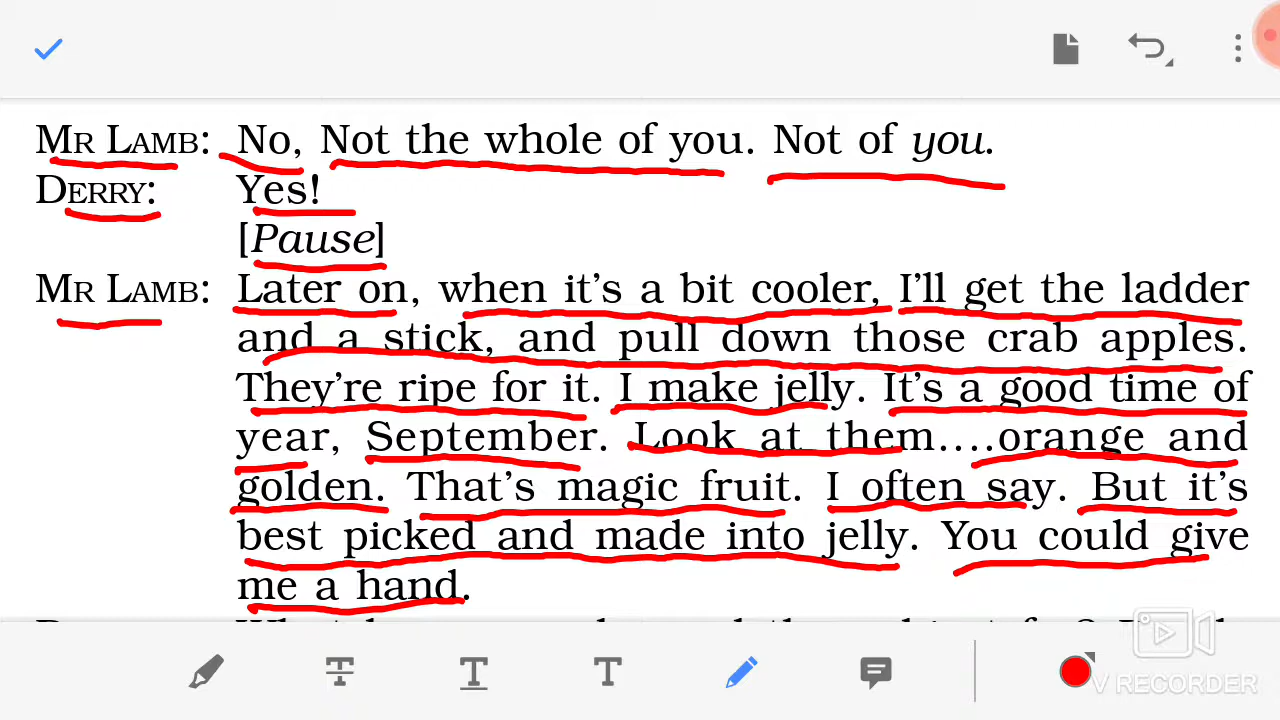 MR LAMB: No, Not the whole of you. Not of you.
DERRY: Yes!
[Pause]
MR LAMB: Later on, when it's a bit cooler, I'll get the ladder
and a stick, and pull down those crab apples.
They're ripe for it. I make jelly. It's a good time of
year, September. Look at them....orange and
golden. That's magic fruit. I often say. But it's
best picked and made into jelly. You could give
me a hand.
V RECORDER